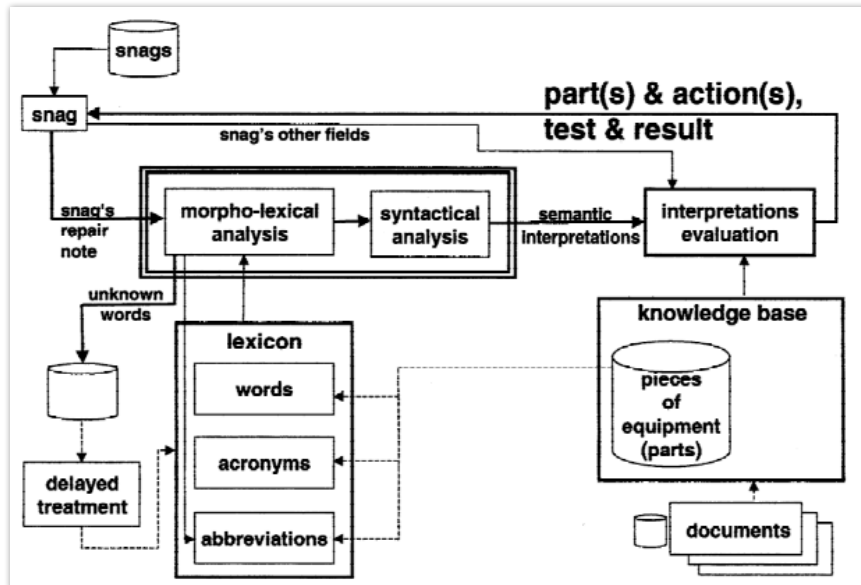 snags
snag
part(s) & action(s),
test & result
snag's other fields
snag's
repair
note
morpho-lexical
analysis
syntactical
analysis
semantic
interpretations
interpretations
evaluation
unknown
words
lexicon
words
acronyms
abbreviations
delayed
treatment
knowledge base
pieces
of
equipment
(parts)
documents